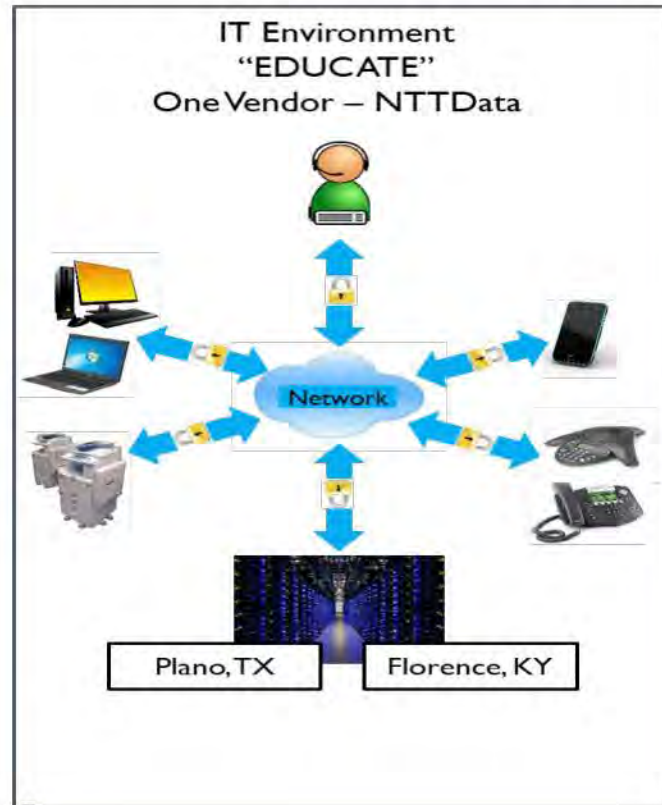 IT Environment
“EDUCATE”
One Vendor – NTTData
Network
Plano, TX
Florence, KY